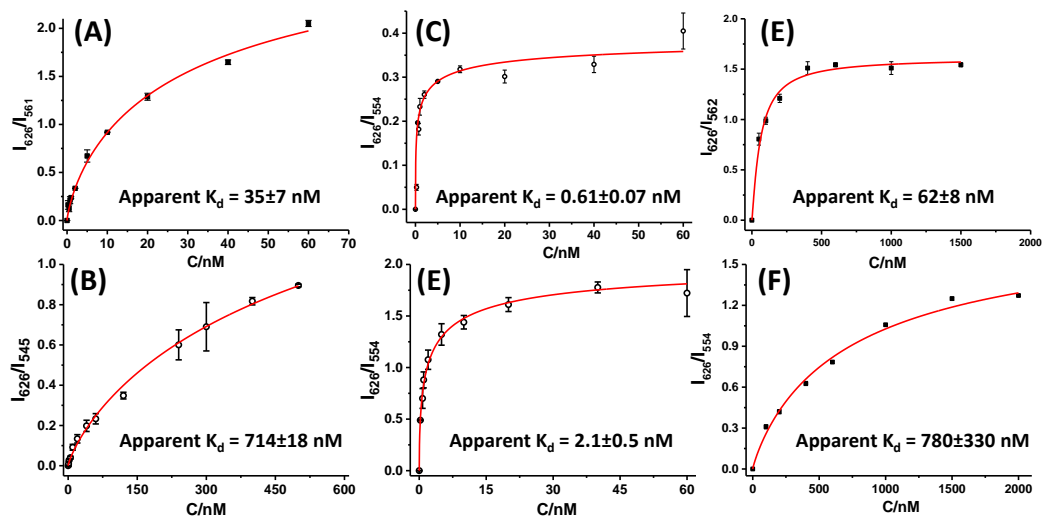 (A)
2.0
1.5
1.0
0.5
0.0
I626/I561
Apparent Kd = 35±7 nM
0 10 20 30 40 50 60 70
C/nM
(C)
0.4
0.3
0.2
0.1
0.0
I626/I554
Apparent Kd = 0.61±0.07 nM
0 10 20 30 40 50 60
C/nM
(E)
2.0
1.5
1.0
0.5
0.0
I626/I562
Apparent Kd = 62±8 nM
0 500 1000 1500 2000
C/nM
(B)
1.0
0.8
0.6
0.4
0.2
0.0
I626/I545
Apparent Kd = 714±18 nM
0 150 300 450 600
C/nM
(E)
2.0
1.5
1.0
0.5
0.0
I626/I554
Apparent Kd = 2.1±0.5 nM
0 15 30 45 60
C/nM
(F)
1.5
1.2
0.9
0.6
0.3
0.0
I626/I554
Apparent Kd = 780±330 nM
0 500 1000 1500 2000
C/nM